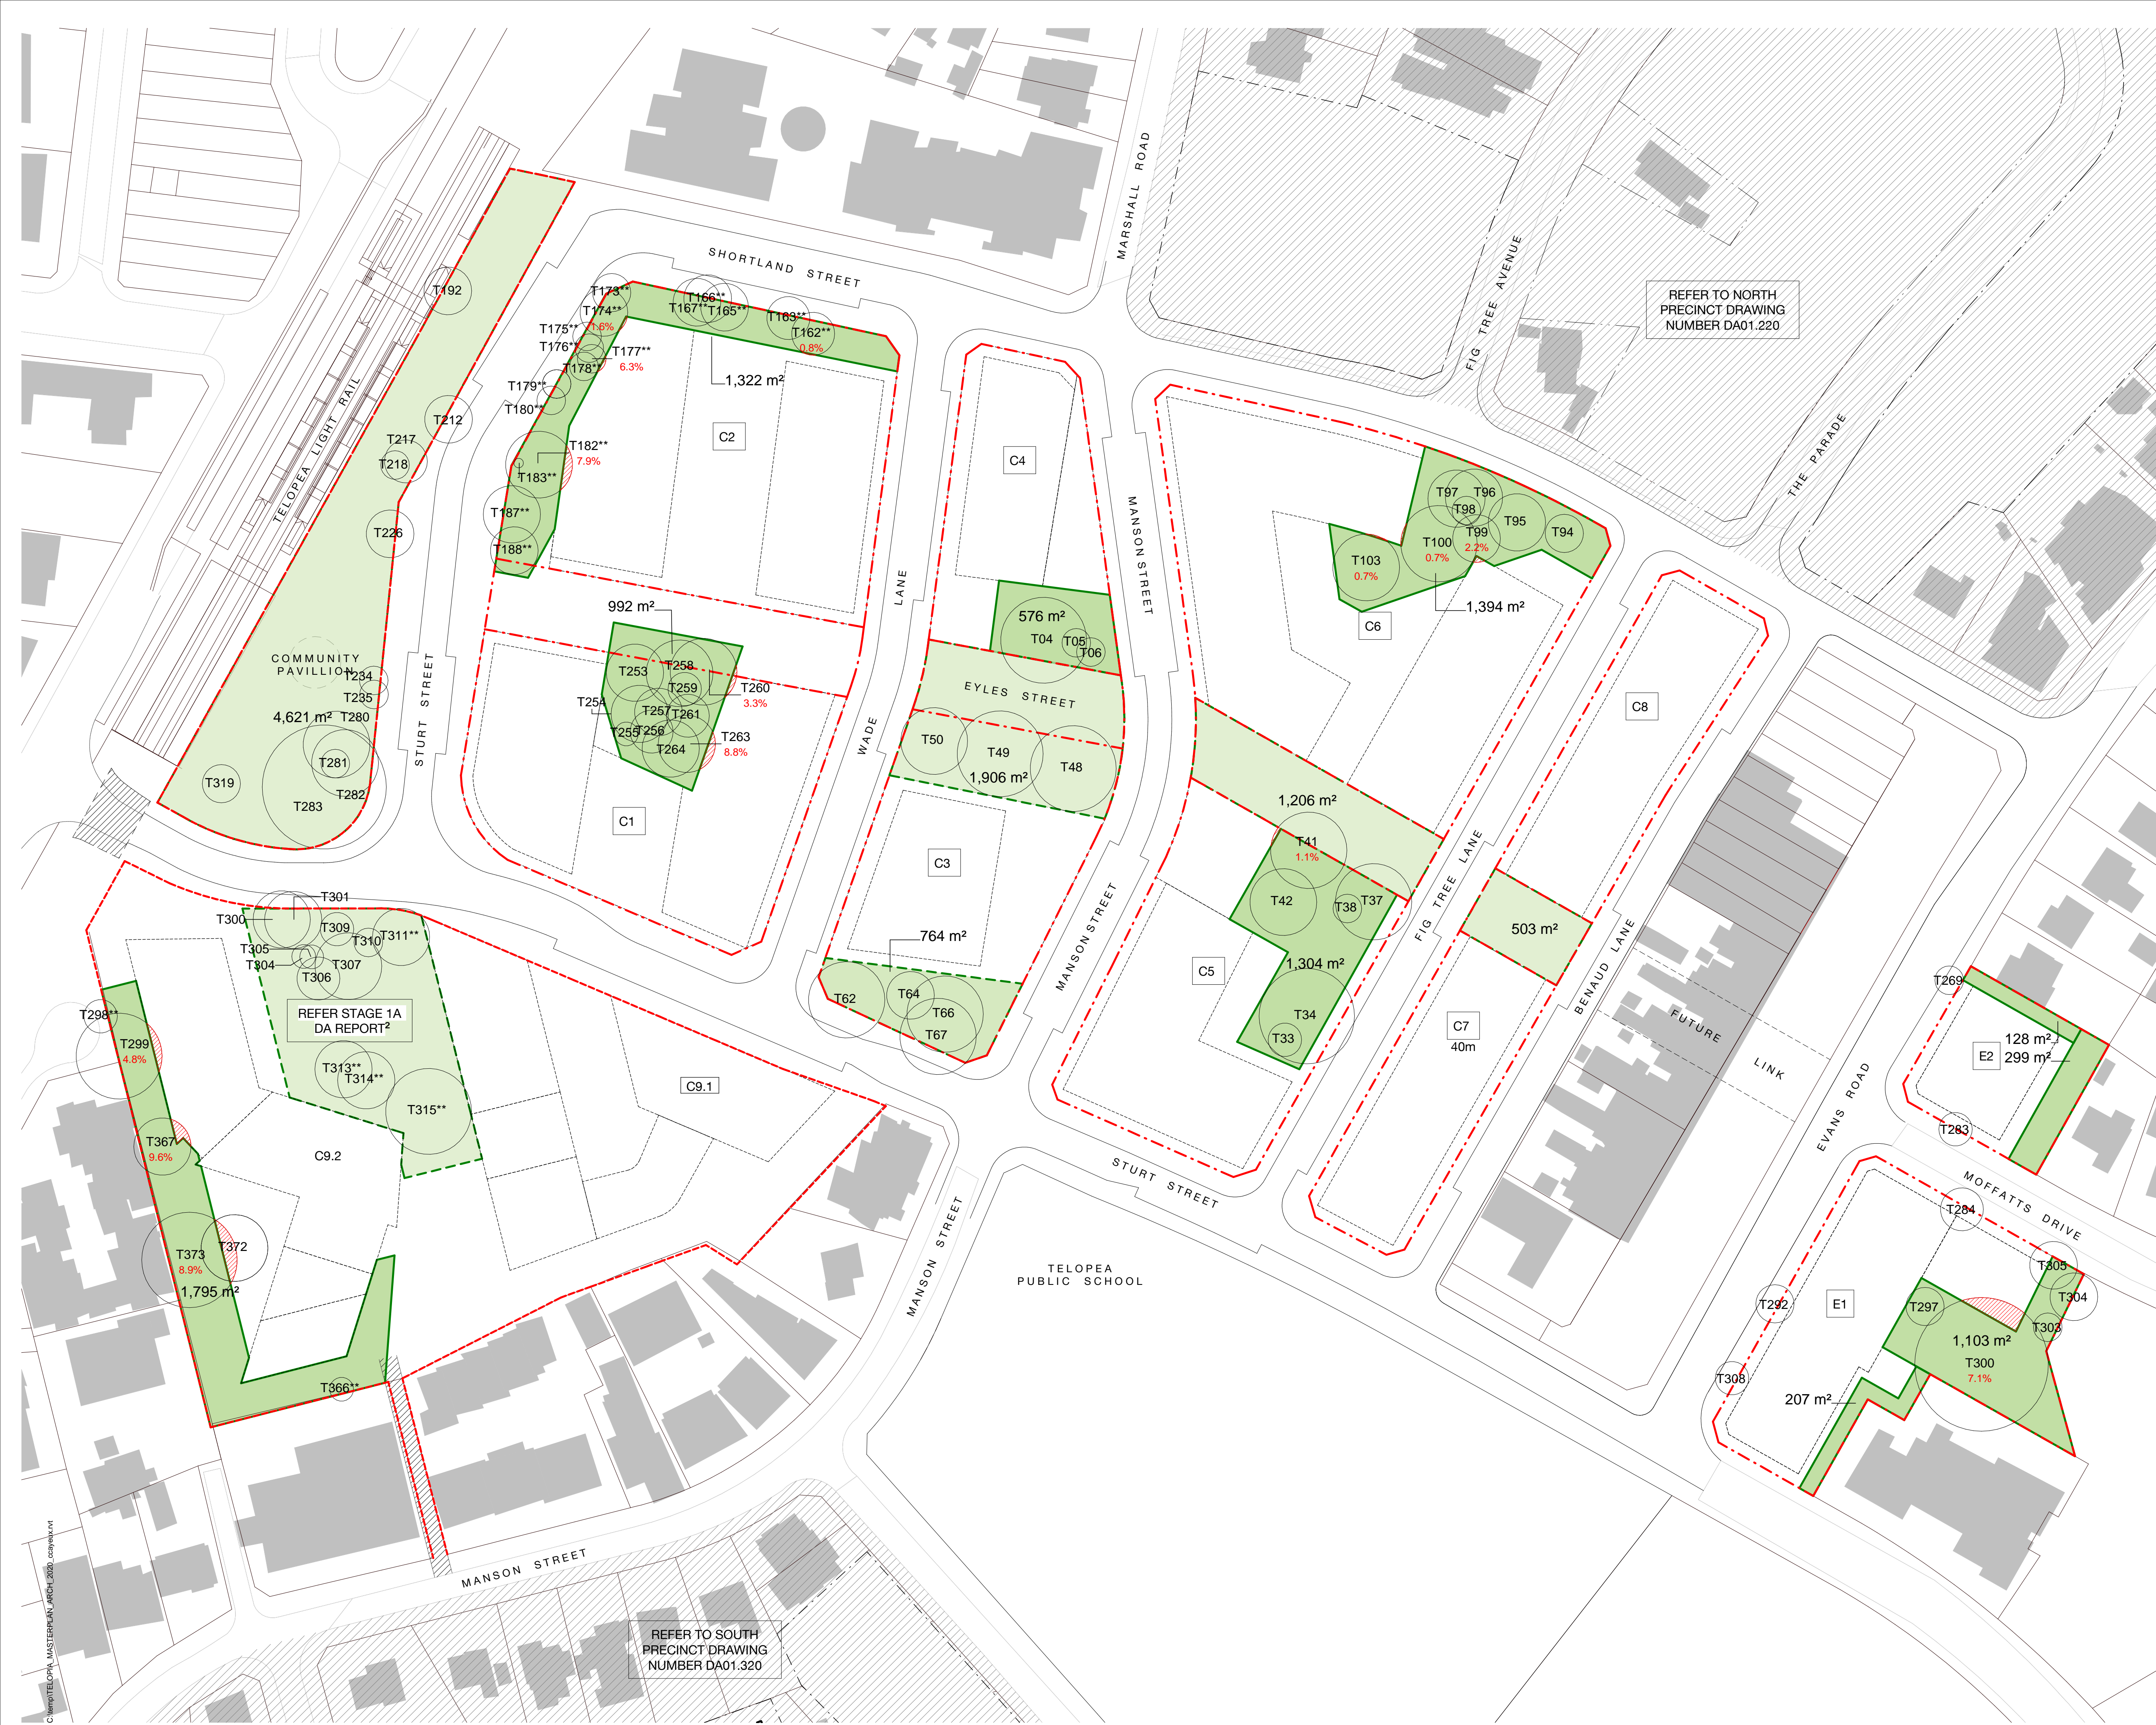 MARSHALL ROAD
SHORTLAND STREET
FIG TREE AVENUE
REFER TO NORTH
PRECINCT DRAWING
NUMBER DA01.220
THE PARADE
TELOPEA LIGHT RAIL
T192
T212
T217
T218
T226
COMMUNITY
PAVILLION
T234
T235
4,621 m²
T280
T281
T282
T283
T319
STURT STREET
T173**
T174**
1.6%
T175**
T176**
T177**
6.3%
T178**
T179**
T180**
T182**
7.9%
T183**
T187**
T188**
T166**
T167**
T165**
T163**
T162**
0.8%
1,322 m²
C2
992 m²
T253
T258
T259
T260
3.3%
T254
T257
T261
T255
T256
T263
8.8%
T264
C1
WADE LANE
C4
576 m²
T04
T05
T06
EYLES STREET
T50
T49
T48
1,906 m²
C3
764 m²
T62
T64
T66
T67
MANSON STREET
MANSON STREET
T97
T96
T98
T95
T94
T99
2.2%
T100
0.7%
T103
0.7%
1,394 m²
C6
1,206 m²
T41
1.1%
T42
T38
T37
1,304 m²
C5
T34
T33
FIG TREE LANE
503 m²
C8
C7
40m
BENAUD LANE
FUTURE LINK
EVANS ROAD
T269
128 m²
299 m²
E2
T283
MOFFATTS DRIVE
T284
T305
T304
T303
T292
E1
T297
1,103 m²
T300
7.1%
T308
207 m²
T301
T300
T309
T310
T311**
T305
T304
T307
T306
REFER STAGE 1A
DA REPORT²
T313**
T314**
T315**
T298**
T299
4.8%
T367
9.6%
C9.1
C9.2
T372
T373
8.9%
1,795 m²
T366**
STURT STREET
MANSON STREET
TELOPEA
PUBLIC SCHOOL
MANSON STREET
REFER TO SOUTH
PRECINCT DRAWING
NUMBER DA01.320
C:\temp\TELOPIA_MASTERPLAN_ARCH_2020_ccayeux.rvt